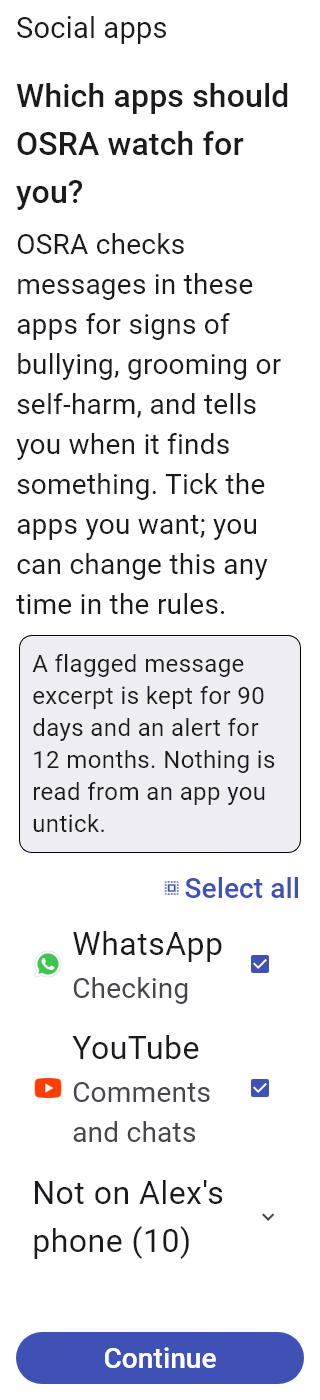 Social apps
Which apps should
OSRA watch for
you?
OSRA checks
messages in these
apps for signs of
bullying, grooming or
self-harm, and tells
you when it finds
something. Tick the
apps you want; you
can change this any
time in the rules.
A flagged message
excerpt is kept for 90
days and an alert for
12 months. Nothing is
read from an app you
untick.
Select all
WhatsApp
Checking
YouTube
Comments
and chats
Not on Alex's
phone (10)
Continue